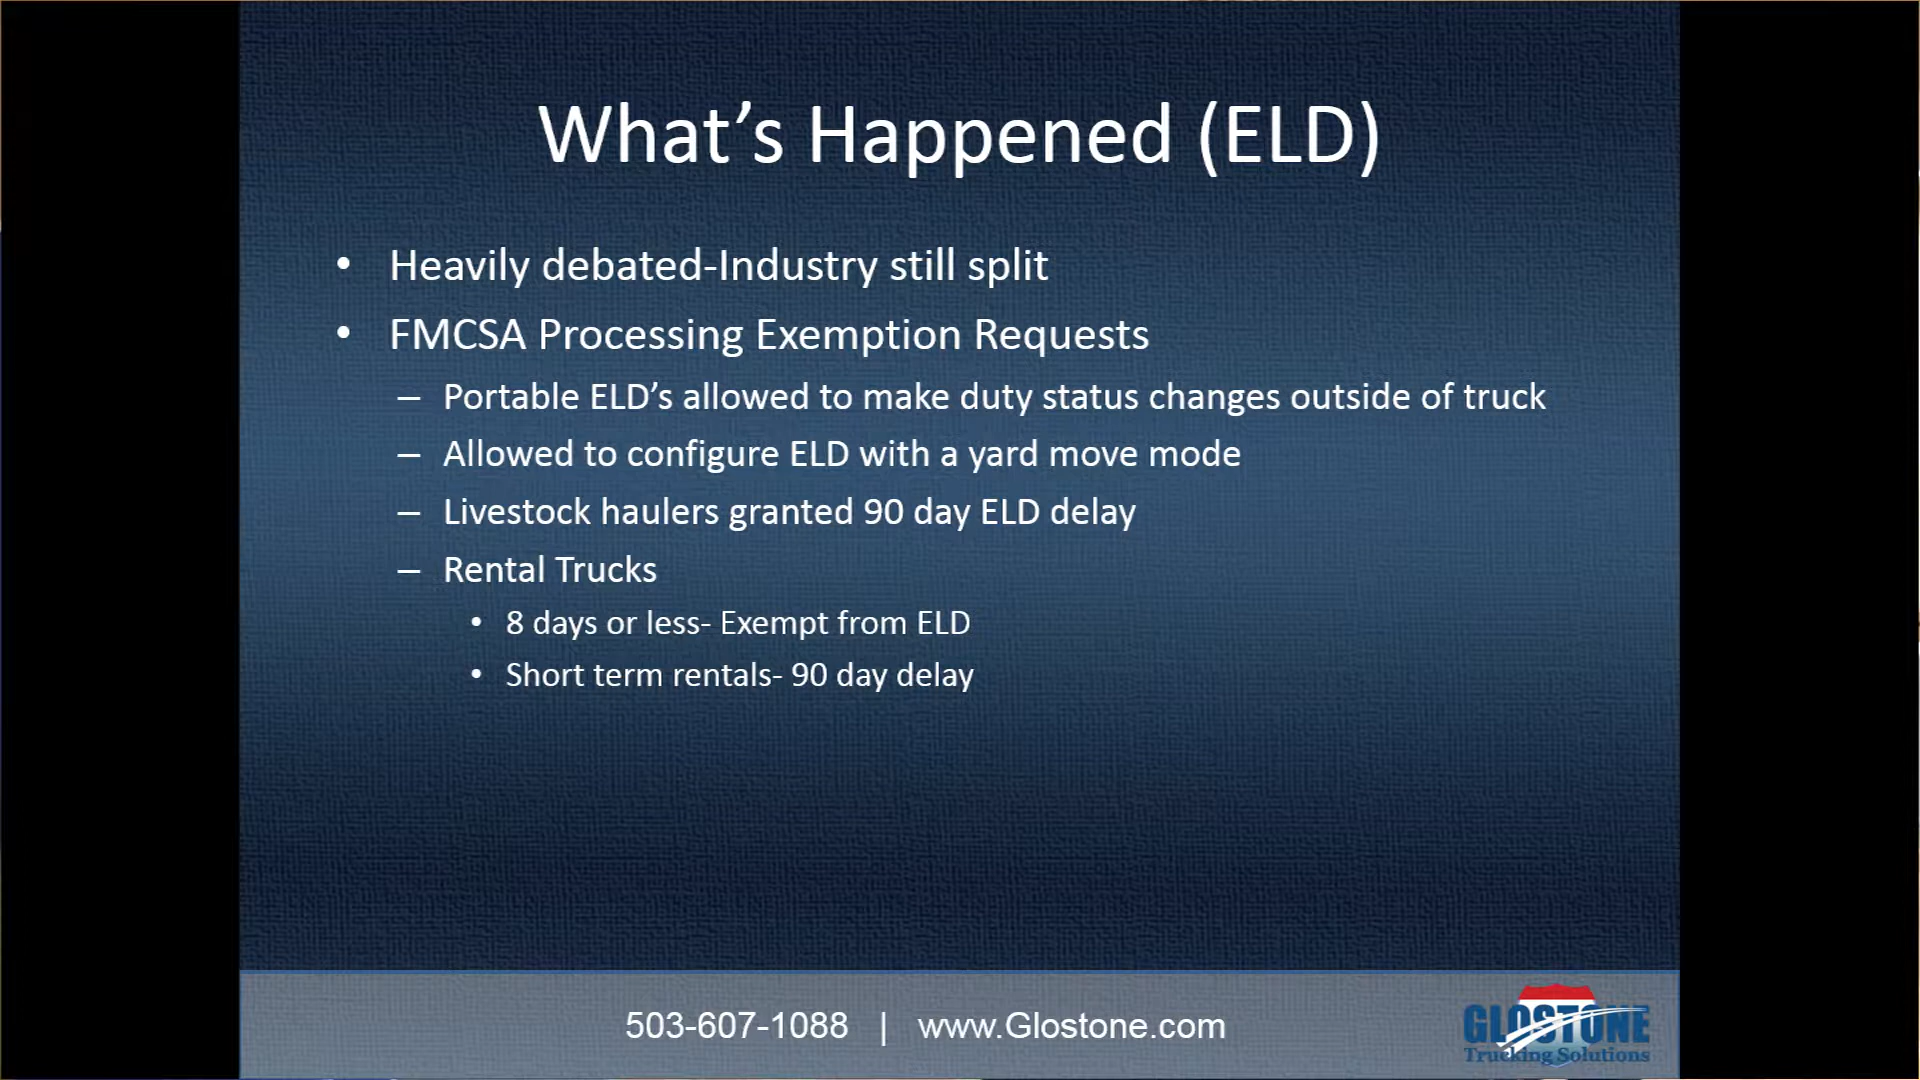 What's Happened (ELD)
• Heavily debated-Industry still split
• FMCSA Processing Exemption Requests
– Portable ELD's allowed to make duty status changes outside of truck
– Allowed to configure ELD with a yard move mode
– Livestock haulers granted 90 day ELD delay
– Rental Trucks
• 8 days or less- Exempt from ELD
• Short term rentals- 90 day delay
503-607-1088 | www.Glostone.com
GLOSTONE
Trucking Solutions